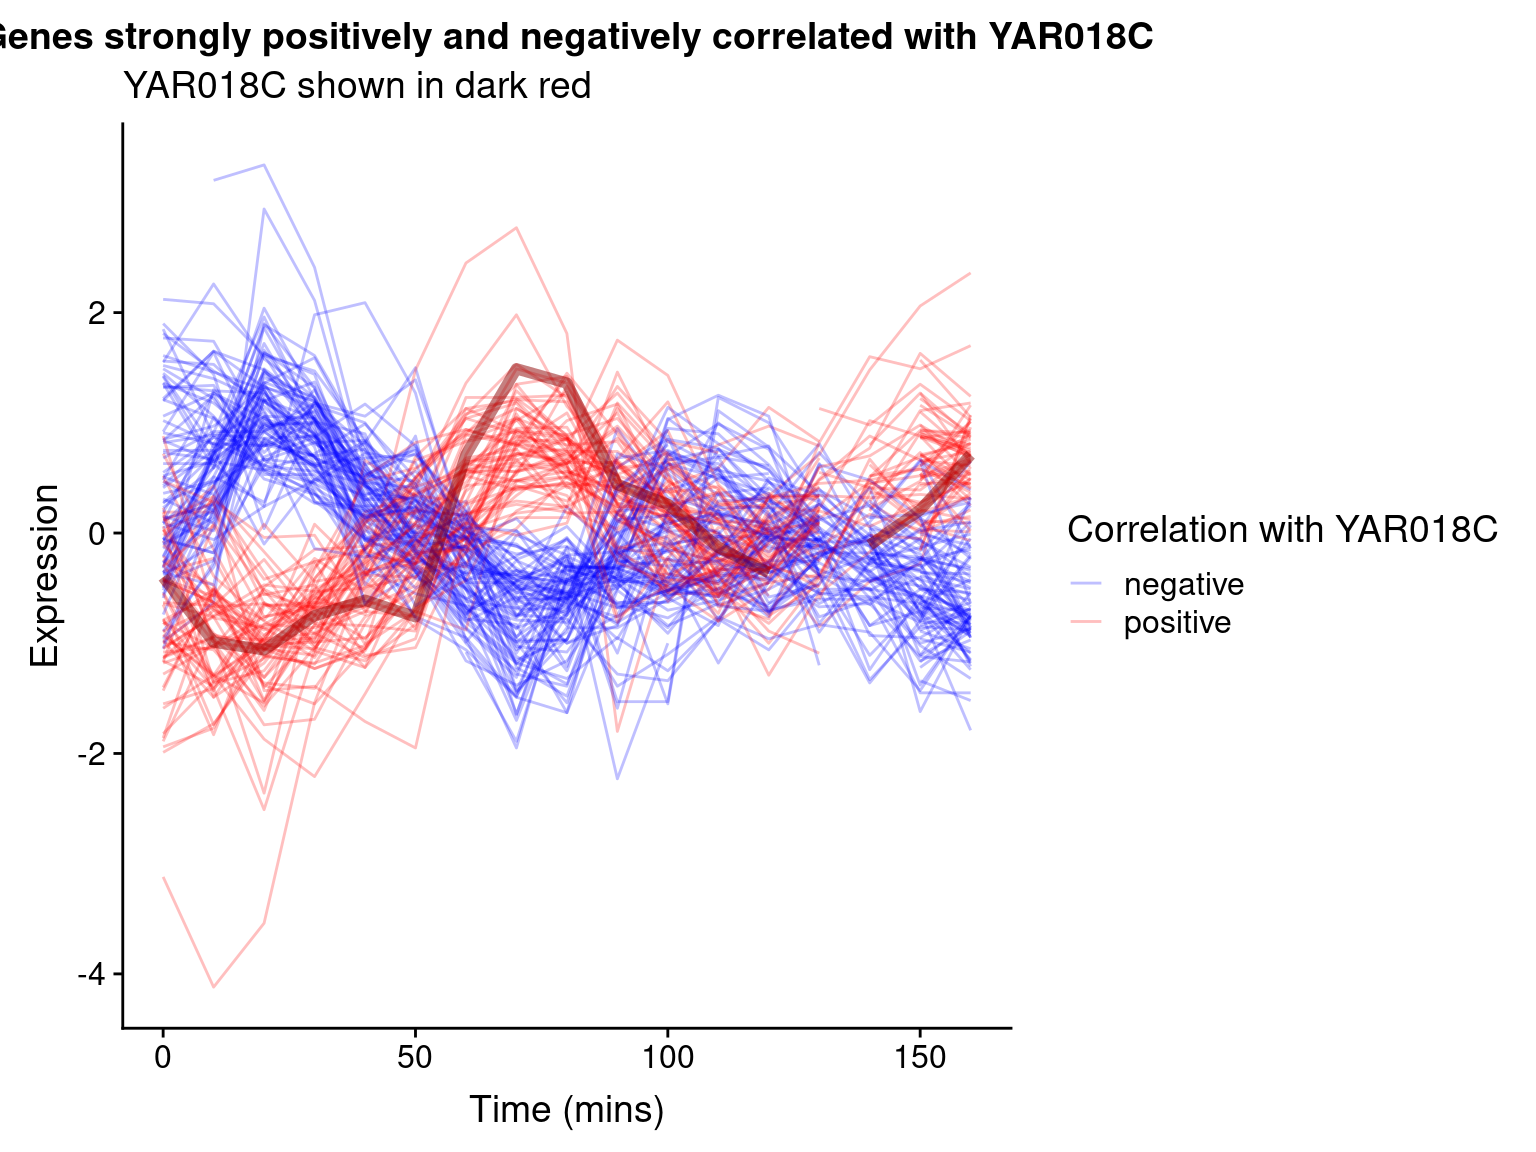 Genes strongly positively and negatively correlated with YAR018C
YAR018C shown in dark red
Expression
2
0
-2
-4
0 50 100 150
Time (mins)
Correlation with YAR018C
negative
positive